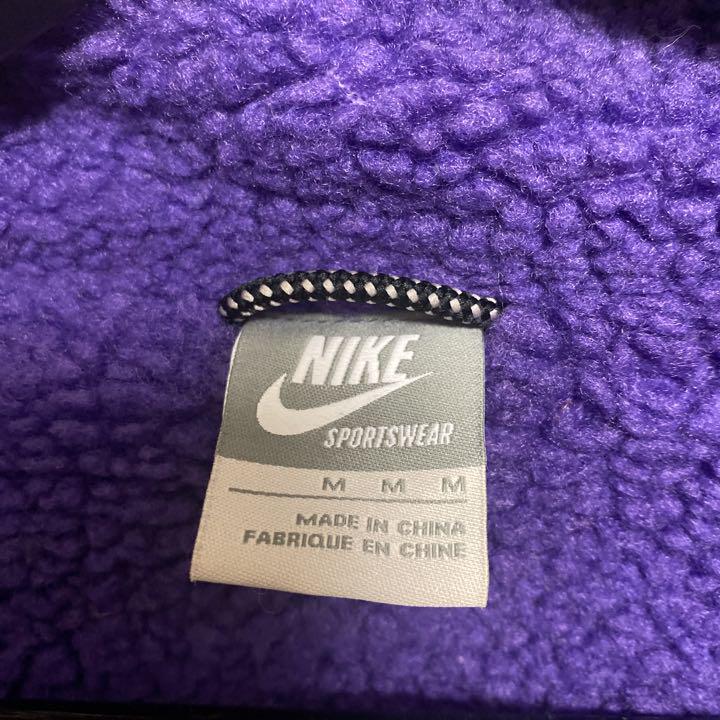 NIKE
SPORTSWEAR
M M M
MADE IN CHINA
FABRIQUE EN CHINE